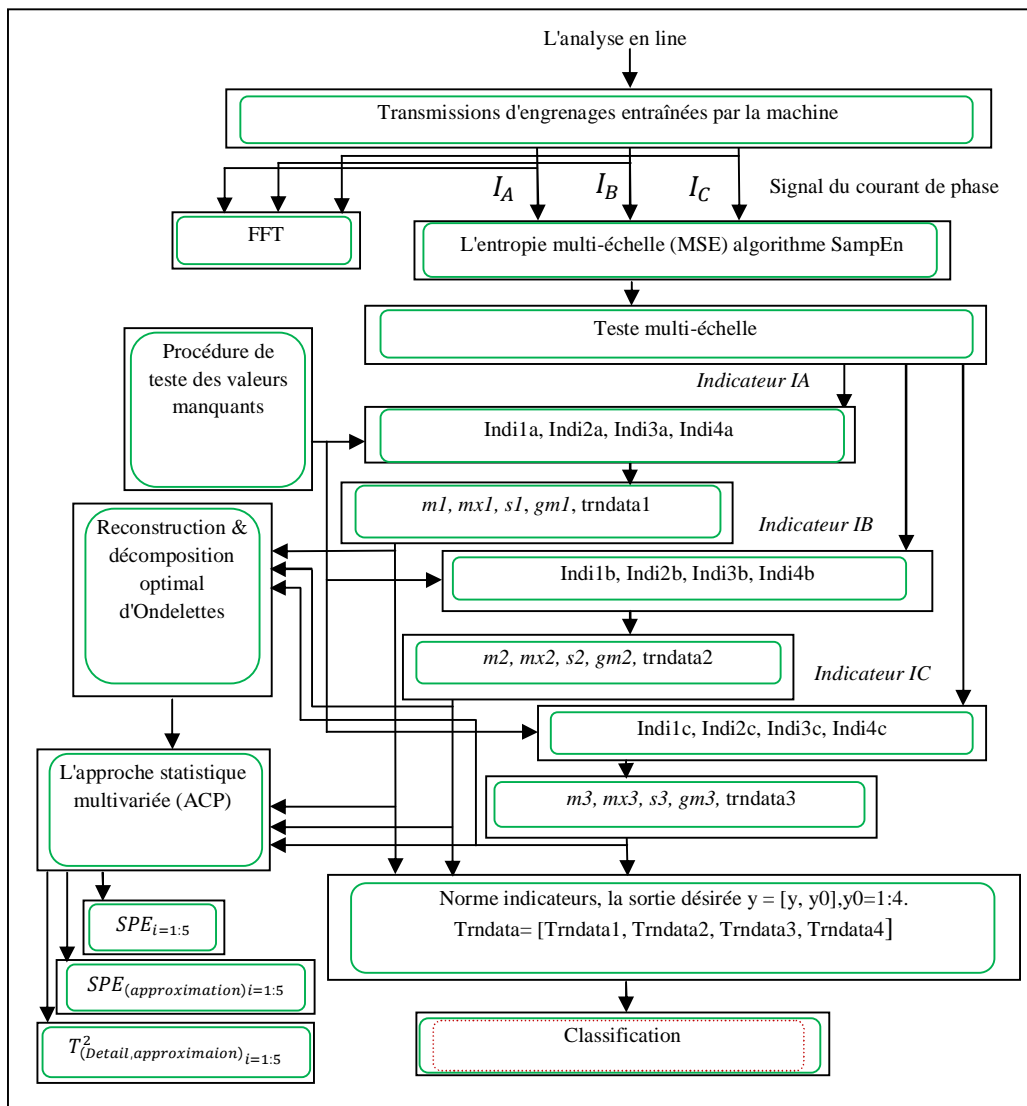 L'analyse en line
Transmissions d'engrenages entraînées par la machine
I_A
I_B
I_C
Signal du courant de phase
FFT
L'entropie multi-échelle (MSE) algorithme SampEn
Teste multi-échelle
Procédure de
teste des valeurs
manquants
Indicateur IA
Indi1a, Indi2a, Indi3a, Indi4a
m1, mx1, s1, gm1, trndata1
Reconstruction &
décomposition
optimal
d'Ondelettes
Indicateur IB
Indi1b, Indi2b, Indi3b, Indi4b
m2, mx2, s2, gm2, trndata2
Indicateur IC
Indi1c, Indi2c, Indi3c, Indi4c
L'approche statistique
multivariée (ACP)
m3, mx3, s3, gm3, trndata3
Norme indicateurs, la sortie désirée y = [y, y0],y0=1:4.
Trndata= [Trndata1, Trndata2, Trndata3, Trndata4]
SPE_{i=1:5}
SPE_{(approximation)i=1:5}
Classification
T^2_{(Detail,approximaion)_{i=1:5}}